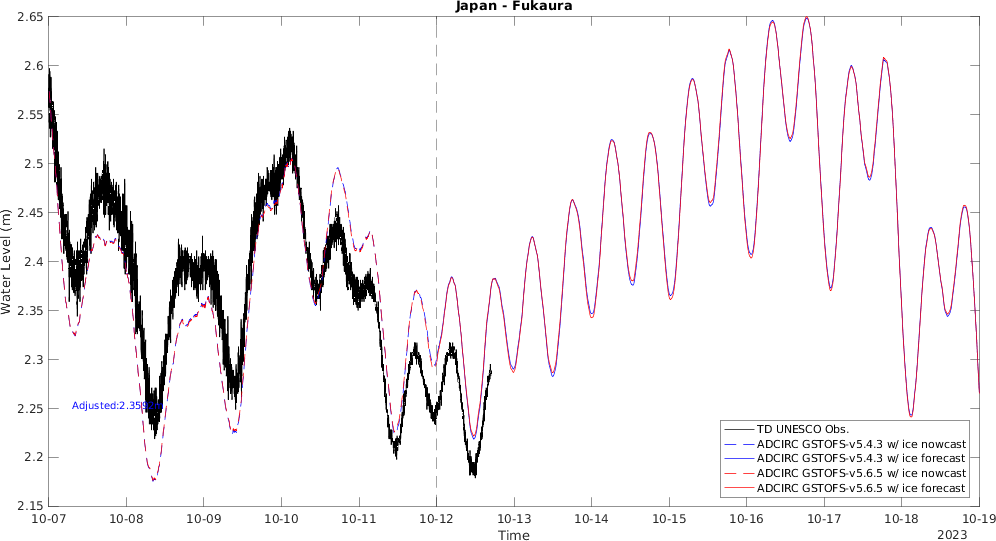 Japan - Fukaura
Water Level (m)
2.65
2.6
2.55
2.5
2.45
2.4
2.35
2.3
2.25
2.2
2.15
Adjusted:2.3592
TD UNESCO Obs.
ADCIRC GSTOFS-v5.4.3 w/ ice nowcast
ADCIRC GSTOFS-v5.4.3 w/ ice forecast
ADCIRC GSTOFS-v5.6.5 w/ ice nowcast
ADCIRC GSTOFS-v5.6.5 w/ ice forecast
10-07 10-08 10-09 10-10 10-11 10-12 10-13 10-14 10-15 10-16 10-17 10-18 10-19
Time
2023